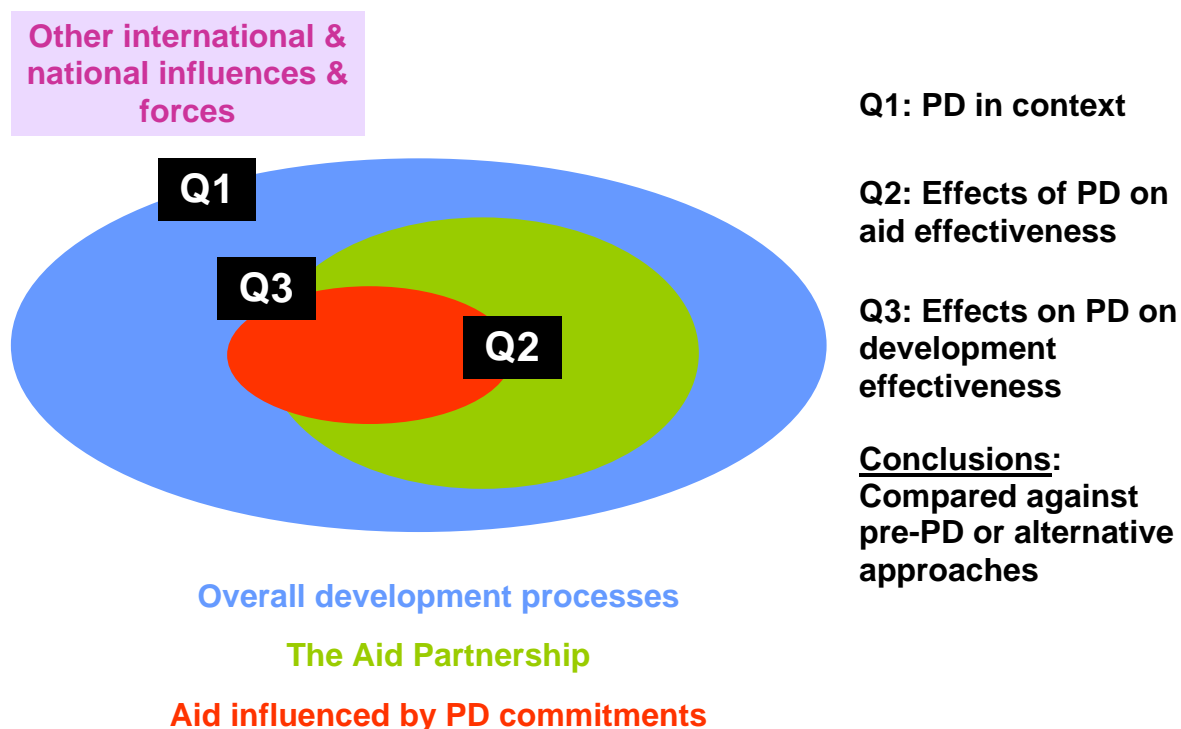 Other international &
national influences &
forces
Q1
Q3
Q2
Q1: PD in context
Q2: Effects of PD on
aid effectiveness
Q3: Effects on PD on
development
effectiveness
Conclusions:
Compared against
pre-PD or alternative
approaches
Overall development processes
The Aid Partnership
Aid influenced by PD commitments